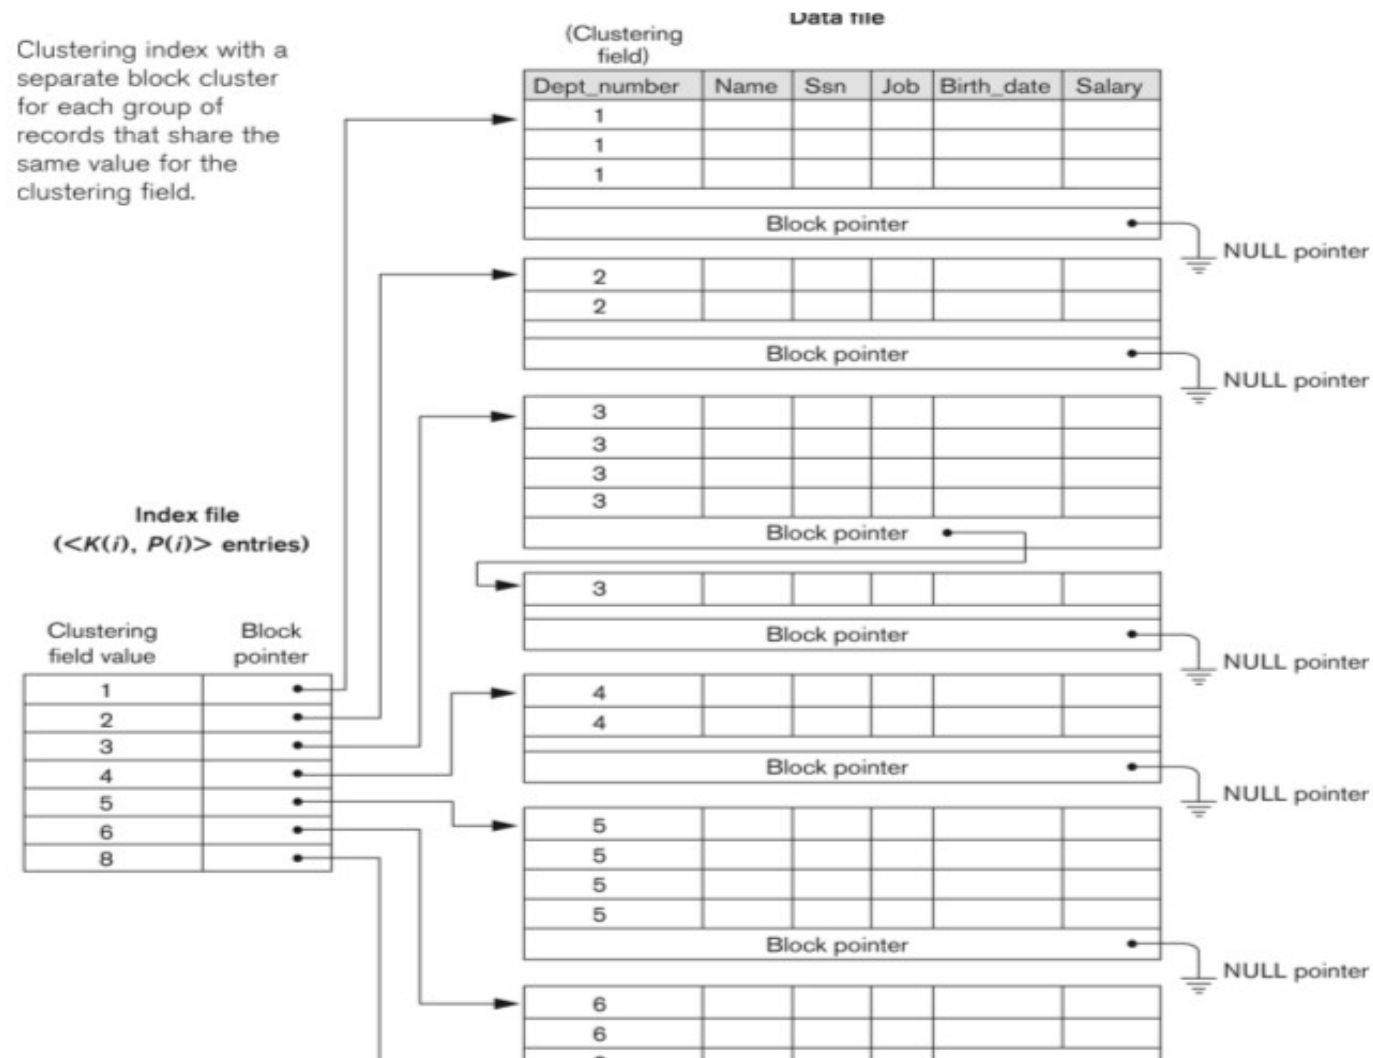 Data file
Clustering index with a
separate block cluster
for each group of
records that share the
same value for the
clustering field.
(Clustering
field)
Dept_number Name Ssn Job Birth_date Salary
1
1
1
Block pointer
NULL pointer
2
2
Block pointer
NULL pointer
3
3
3
3
Block pointer
3
Block pointer
NULL pointer
Index file
(<K(i), P(i)> entries)
Clustering
field value
Block
pointer
1
2
3
4
5
6
8
4
4
Block pointer
NULL pointer
5
5
5
5
Block pointer
NULL pointer
6
6